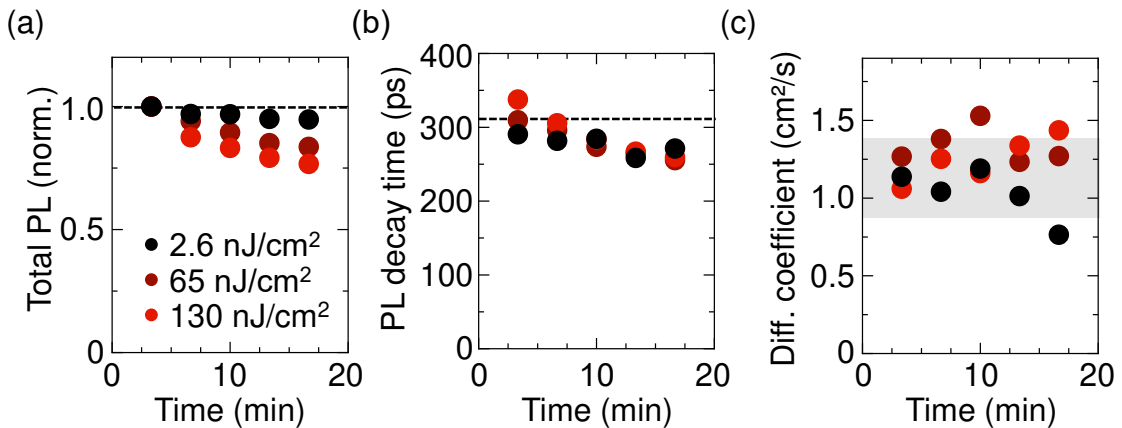 (a)
Total PL (norm.)
1.0
0.5
0
2.6 nJ/cm²
65 nJ/cm²
130 nJ/cm²
0 10 20
Time (min)
(b)
PL decay time (ps)
400
300
200
100
0
0 10 20
Time (min)
(c)
Diff. coefficient (cm²/s)
1.5
1.0
0.5
0
0 10 20
Time (min)